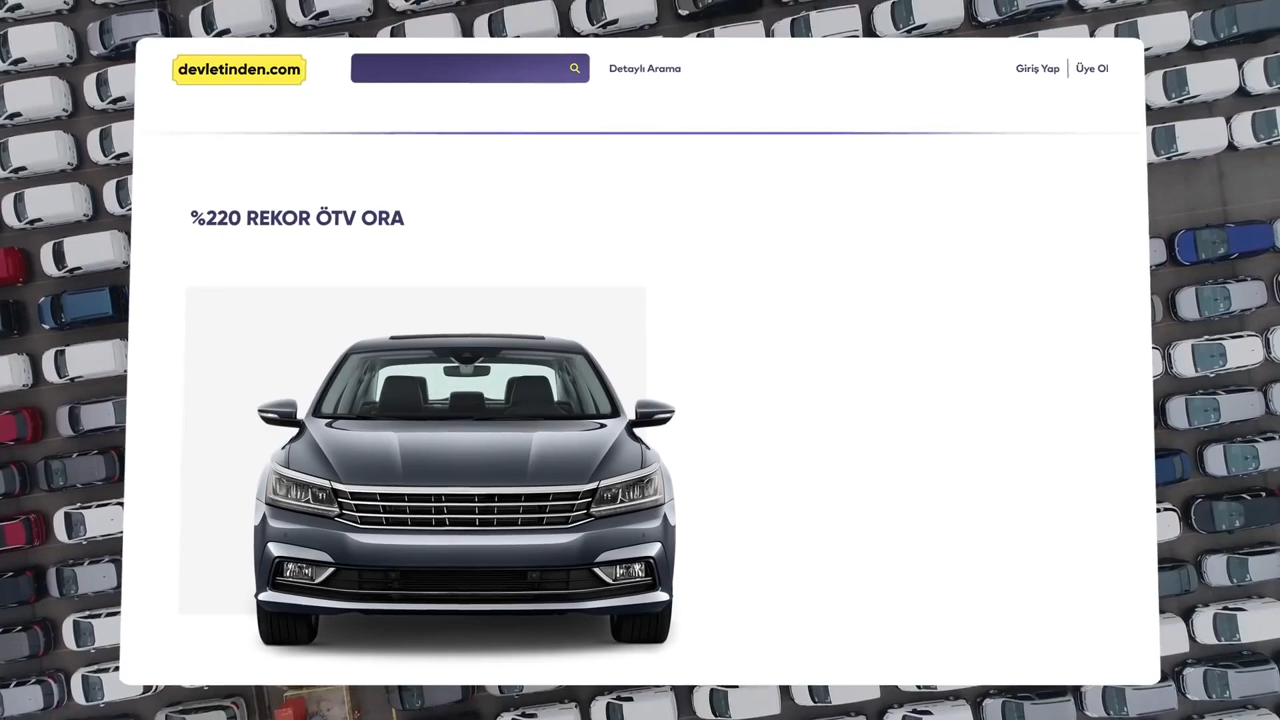 devletinden.com
Detaylı Arama
Giriş Yap
Üye Ol
%220 REKOR ÖTV ORA